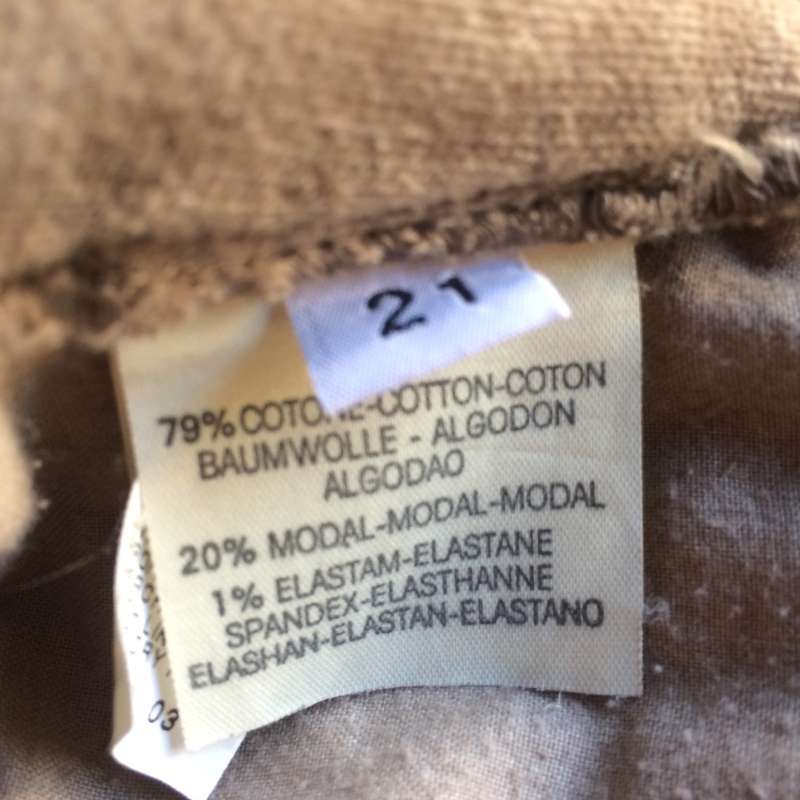 21
79% COTONE-COTTON-COTON
BAUMWOLLE - ALGODON
ALGODAO
20% MODAL-MODAL-MODAL
1% ELASTAM-ELASTANE
SPANDEX-ELASTHANNE
ELASHAN-ELASTAN-ELASTANO
03